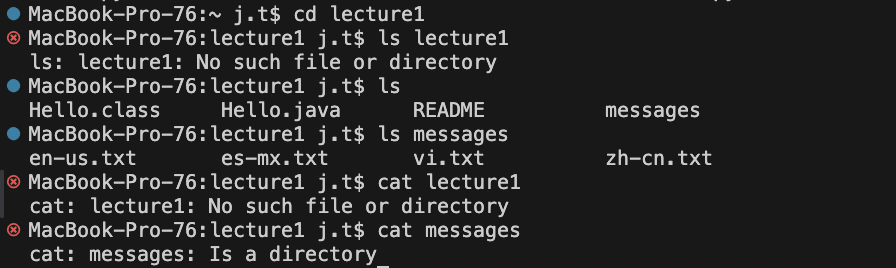 MacBook-Pro-76:~ j.t$ cd lecture1
MacBook-Pro-76:lecture1 j.t$ ls lecture1
ls: lecture1: No such file or directory
MacBook-Pro-76:lecture1 j.t$ ls
Hello.class     Hello.java      README          messages
MacBook-Pro-76:lecture1 j.t$ ls messages
en-us.txt       es-mx.txt       vi.txt          zh-cn.txt
MacBook-Pro-76:lecture1 j.t$ cat lecture1
cat: lecture1: No such file or directory
MacBook-Pro-76:lecture1 j.t$ cat messages
cat: messages: Is a directory